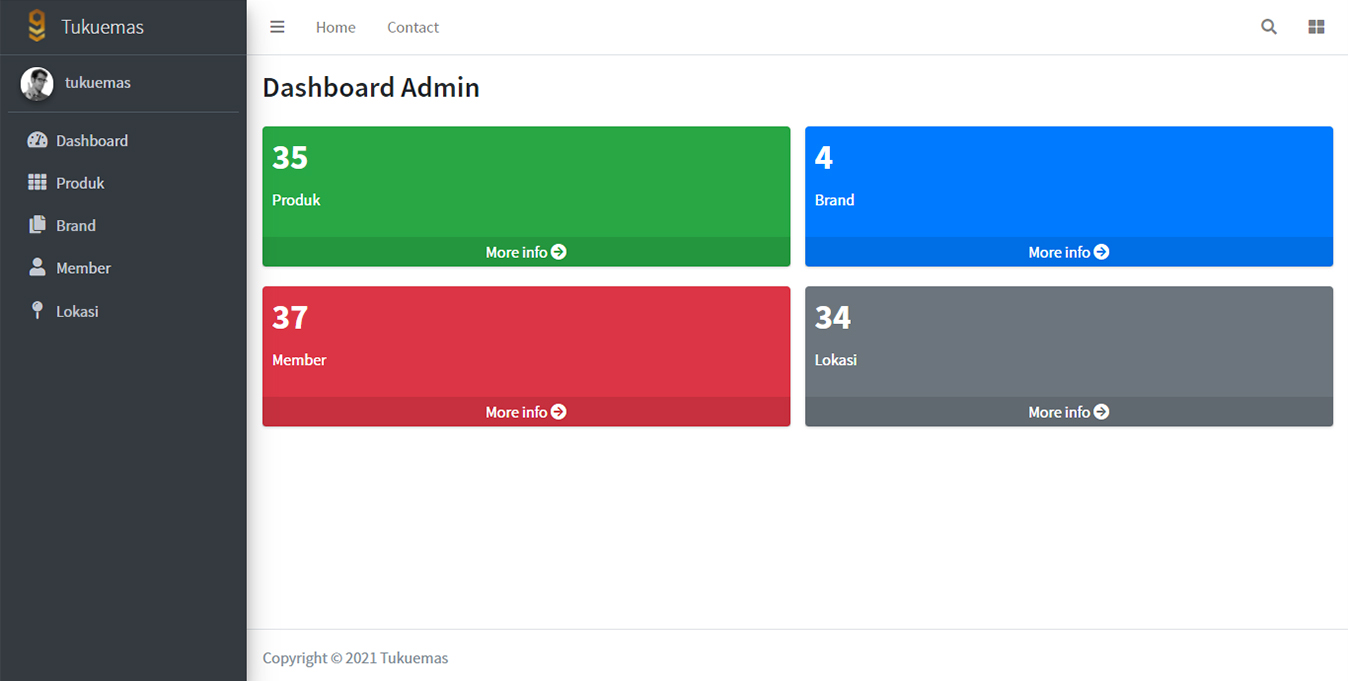 Tukuemas
Home Contact
tukuemas
Dashboard
Produk
Brand
Member
Lokasi
Dashboard Admin
35
Produk
More info
4
Brand
More info
37
Member
More info
34
Lokasi
More info
Copyright © 2021 Tukuemas